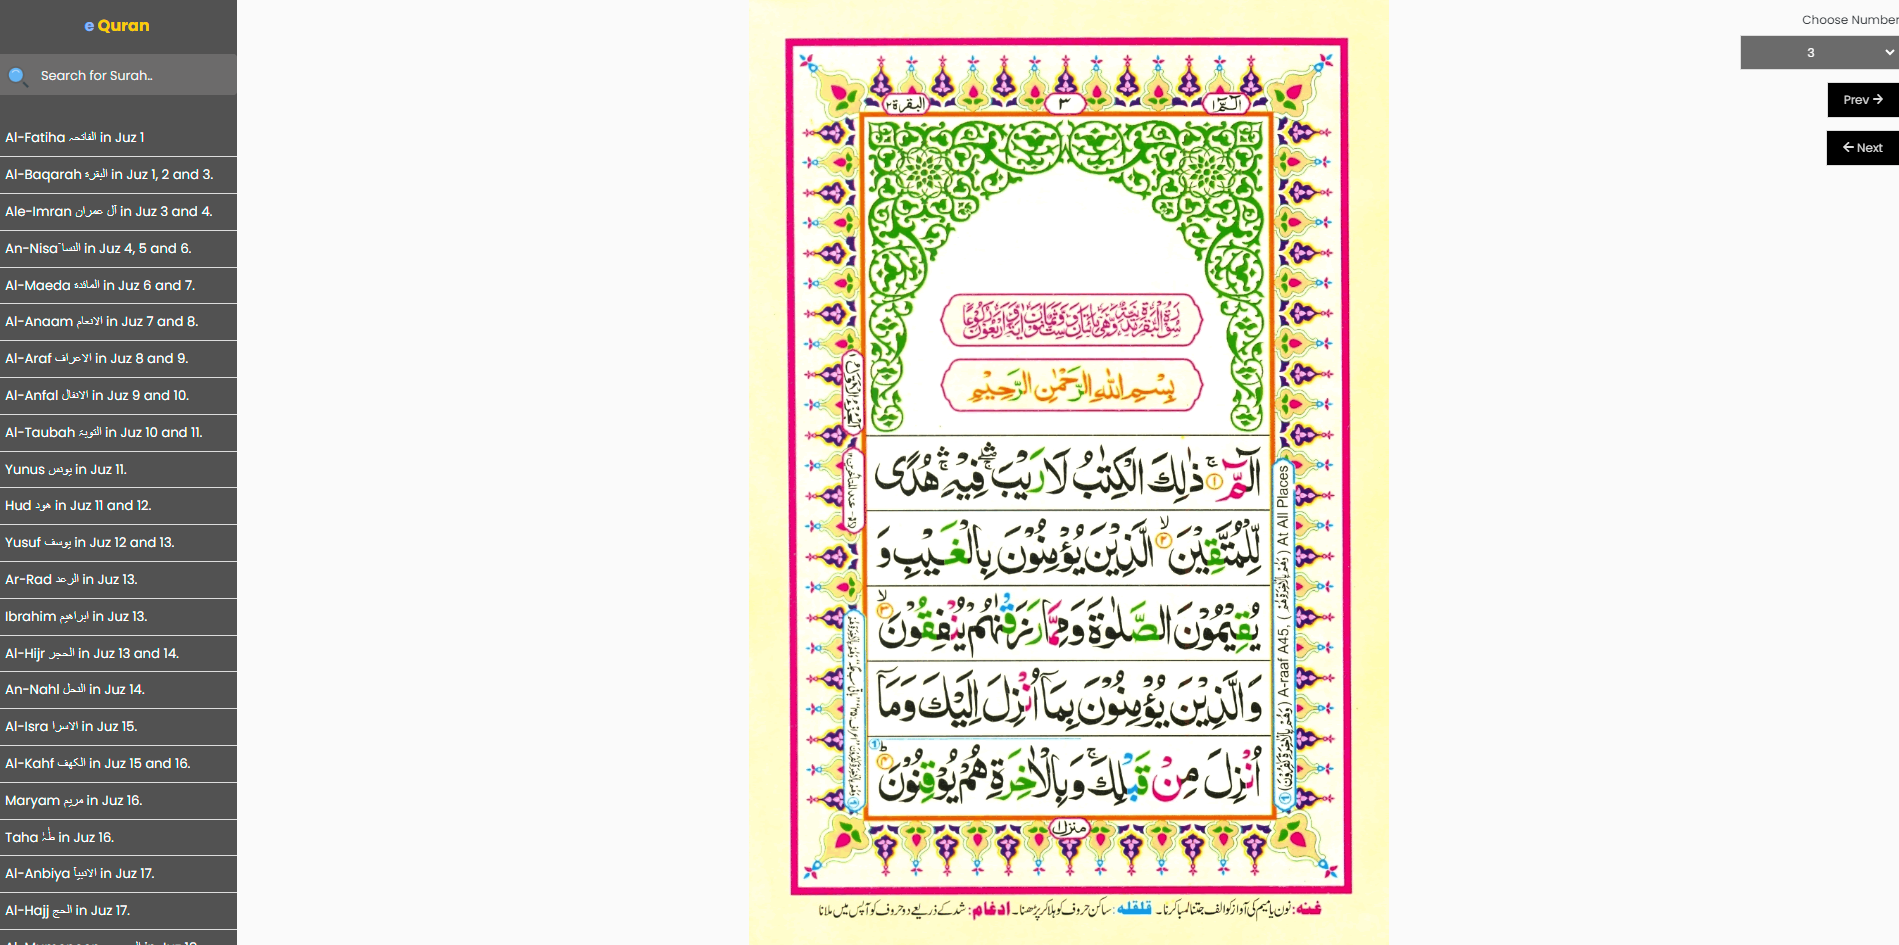 e Quran
Search for Surah..
Al-Fatiha الفاتحہ in Juz 1
Al-Baqarah البقرہ in Juz 1, 2 and 3.
Ale-Imran آل عمران in Juz 3 and 4.
An-Nisa النسا in Juz 4, 5 and 6.
Al-Maeda المائدہ in Juz 6 and 7.
Al-Anaam الانعام in Juz 7 and 8.
Al-Araf الاعراف in Juz 8 and 9.
Al-Anfal الانفال in Juz 9 and 10.
Al-Taubah التوبۃ in Juz 10 and 11.
Yunus یونس in Juz 11.
Hud ھود in Juz 11 and 12.
Yusuf یوسف in Juz 12 and 13.
Ar-Rad الرعد in Juz 13.
Ibrahim ابراھیم in Juz 13.
Al-Hijr الحجر in Juz 13 and 14.
An-Nahl النحل in Juz 14.
Al-Isra الاسرا in Juz 15.
Al-Kahf الکھف in Juz 15 and 16.
Maryam مریم in Juz 16.
Taha طٰہٰ in Juz 16.
Al-Anbiya الانبیآ in Juz 17.
Al-Hajj الحج in Juz 17.
Choose Number
3
Prev →
← Next
الٓمّٓ ١ البقرة ٢ ٣
بِسْمِ اللّٰهِ الرَّحْمٰنِ الرَّحِيْمِ
الٓمّٓ ۚ ١ ذٰلِكَ الْكِتٰبُ لَا رَيْبَ ۛۖ فِيْهِ ۛۚ هُدًى
لِّلْمُتَّقِيْنَ ۙ ٢ الَّذِيْنَ يُؤْمِنُوْنَ بِالْغَيْبِ وَ
يُقِيْمُوْنَ الصَّلٰوةَ وَمِمَّا رَزَقْنٰهُمْ يُنْفِقُوْنَ ۙ ٣
وَالَّذِيْنَ يُؤْمِنُوْنَ بِمَاۤ اُنْزِلَ اِلَيْكَ وَمَاۤ
اُنْزِلَ مِنْ قَبْلِكَ ۚ وَبِالْاٰخِرَةِ هُمْ يُوْقِنُوْنَ ؕ ٤
A-raaf A45, At All Places
منزل ١
غنه: نون یا میم کی آواز کو الف جتنا لمبا کرنا۔ قلقله: ساکن حروف کو ہلا کر پڑھنا۔ ادغام: شد کے ذریعے دو حروف کو آپس میں ملانا